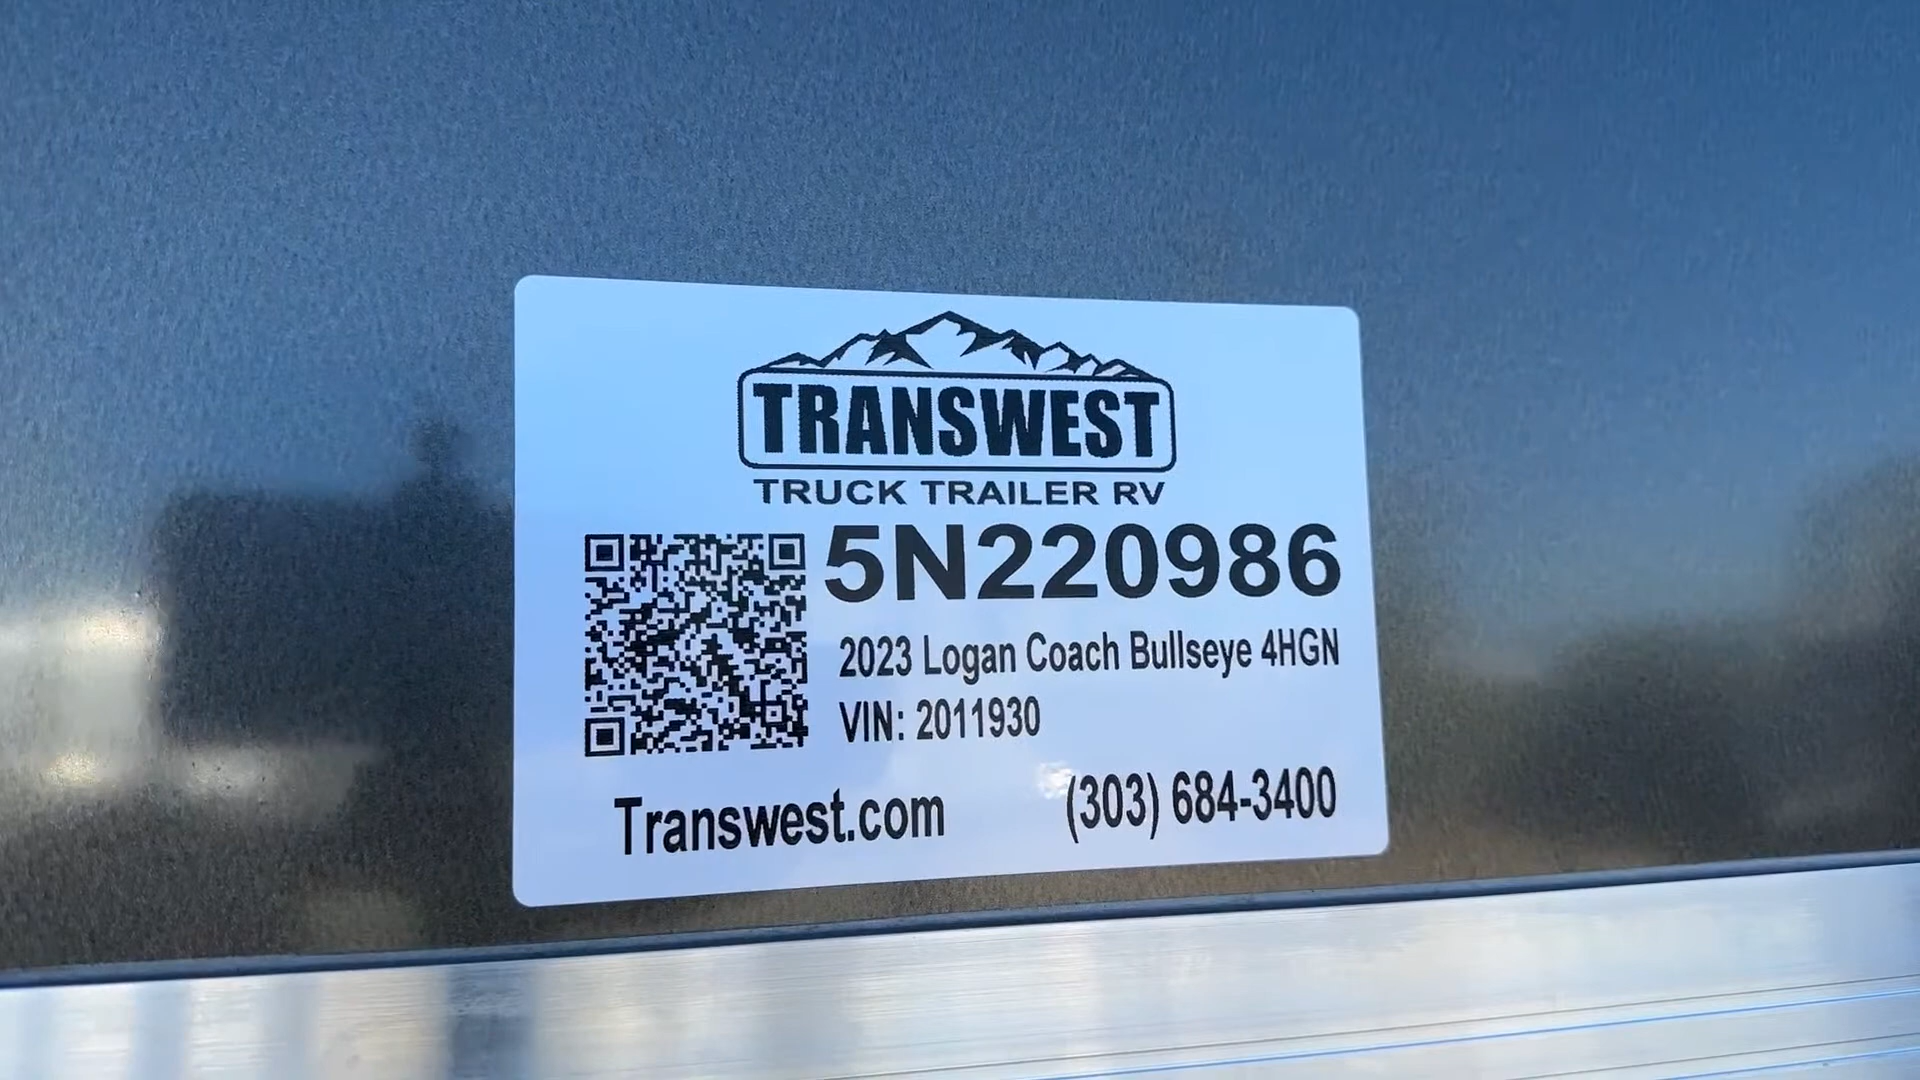 TRANSWEST
TRUCK TRAILER RV
5N220986
2023 Logan Coach Bullseye 4HGN
VIN: 2011930
Transwest.com
(303) 684-3400